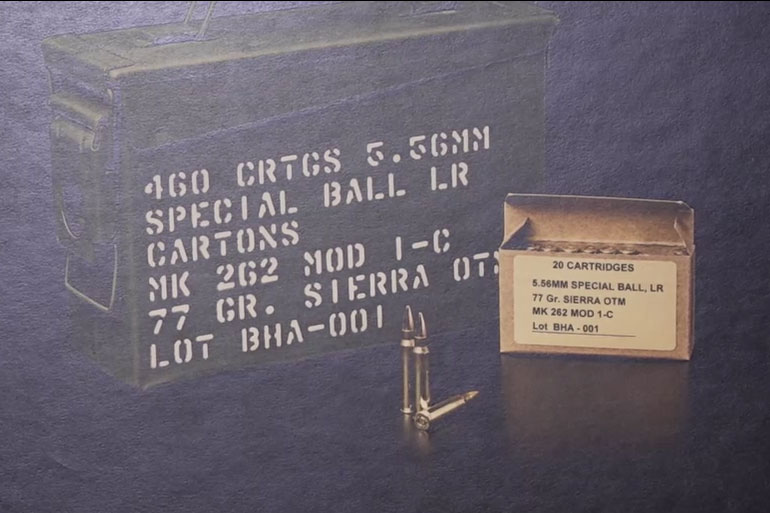 460 CRTGS 5.56MM
SPECIAL BALL LR
CARTONS
MK 262 MOD 1-C
77 GR. SIERRA OTM
LOT BHA-001
20 CARTRIDGES
5.56MM SPECIAL BALL, LR
77 Gr. SIERRA OTM
MK 262 MOD 1-C
Lot BHA - 001